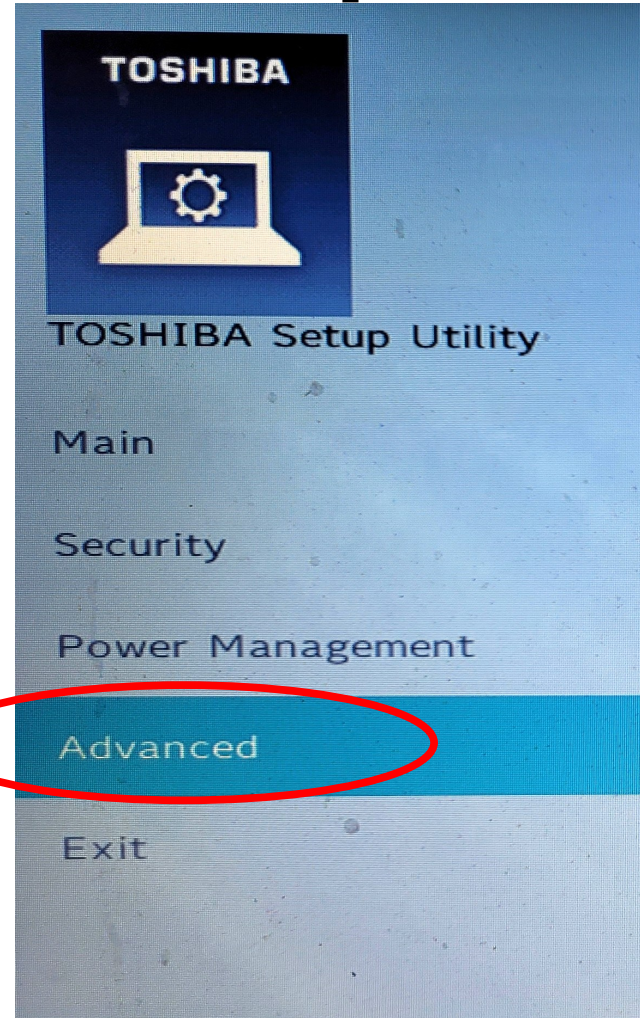 TOSHIBA
TOSHIBA Setup Utility
Main
Security
Power Management
Advanced
Exit